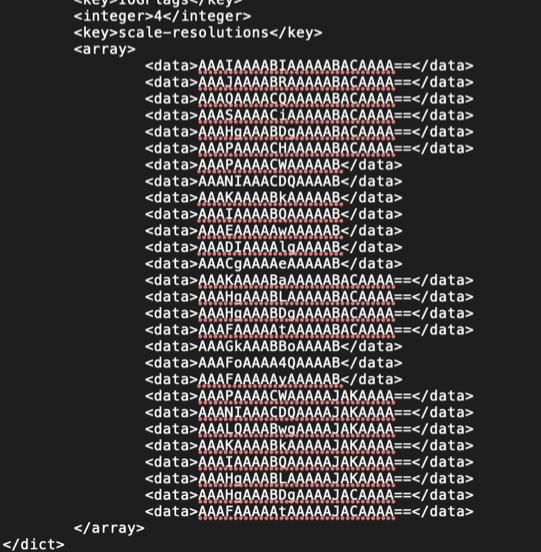 <key>IOGFlags</key>
<integer>4</integer>
<key>scale-resolutions</key>
<array>
<data>AAAIAAAABIAAAAABACAAAA==</data>
<data>AAAJAAAABRAAAAABACAAAA==</data>
<data>AAAQAAAACQAAAAABACAAAA==</data>
<data>AAASAAAACiAAAAABACAAAA==</data>
<data>AAAHgAAABDgAAAABACAAAA==</data>
<data>AAAPAAAACHAAAAABACAAAA==</data>
<data>AAAPAAAACWAAAAAB</data>
<data>AAANIAAACDQAAAAB</data>
<data>AAAKAAAABkAAAAAB</data>
<data>AAAIAAAABQAAAAAB</data>
<data>AAAEAAAAAwAAAAAB</data>
<data>AAADIAAAAlgAAAAB</data>
<data>AAACgAAAAeAAAAAB</data>
<data>AAAKAAAABaAAAAABACAAAA==</data>
<data>AAAHgAAABLAAAAABACAAAA==</data>
<data>AAAHgAAABDgAAAABACAAAA==</data>
<data>AAAFAAAAAtAAAAABACAAAA==</data>
<data>AAAGkAAABBoAAAAB</data>
<data>AAAFoAAAA4QAAAAB</data>
<data>AAAFAAAAAyAAAAAB</data>
<data>AAAPAAAACWAAAAAJAKAAAA==</data>
<data>AAANIAAACDQAAAAJAKAAAA==</data>
<data>AAALQAAABwgAAAAJAKAAAA==</data>
<data>AAAKAAAABkAAAAAJAKAAAA==</data>
<data>AAAIAAAABQAAAAAJAKAAAA==</data>
<data>AAAHgAAABLAAAAAJAKAAAA==</data>
<data>AAAHgAAABDgAAAAJACAAAA==</data>
<data>AAAFAAAAAtAAAAAJACAAAA==</data>
</array>
</dict>